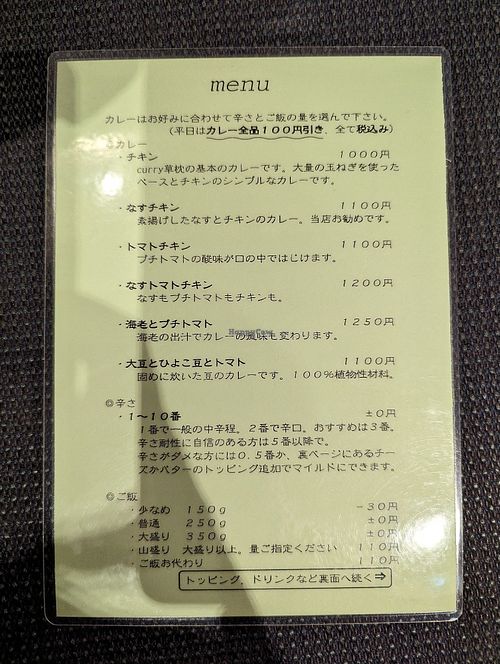 menu
カレーはお好みに合わせて辛さとご飯の量を選んで下さい。
(平日はカレー全品100円引き、全て税込み)
◎カレー
・チキン 1000円
curry草枕の基本のカレーです。大量の玉ねぎを使った
ベースとチキンのシンプルなカレーです。
・なすチキン 1100円
素揚げしたなすとチキンのカレー。当店お勧めです。
・トマトチキン 1100円
プチトマトの酸味が口の中ではじけます。
・なすトマトチキン 1200円
なすもプチトマトもチキンも。
・海老とプチトマト 1250円
海老の出汁でカレーの風味も変わります。
HappyCow
・大豆とひよこ豆とトマト 1100円
固めに炊いた豆のカレーです。100%植物性材料。
◎辛さ
・1〜10番 ±0円
1番で一般の中辛程。2番で辛口。おすすめは3番。
辛さ耐性に自信のある方は5番以降で。
辛さがダメな方には0.5番か、裏ページにあるチー
ズかバターのトッピング追加でマイルドにできます。
◎ご飯
・少なめ 150g -30円
・普通 250g ±0円
・大盛り 350g ±0円
・山盛り 大盛り以上。量ご指定ください 110円
・ご飯お代わり 110円
トッピング、ドリンクなど裏面へ続く⇒